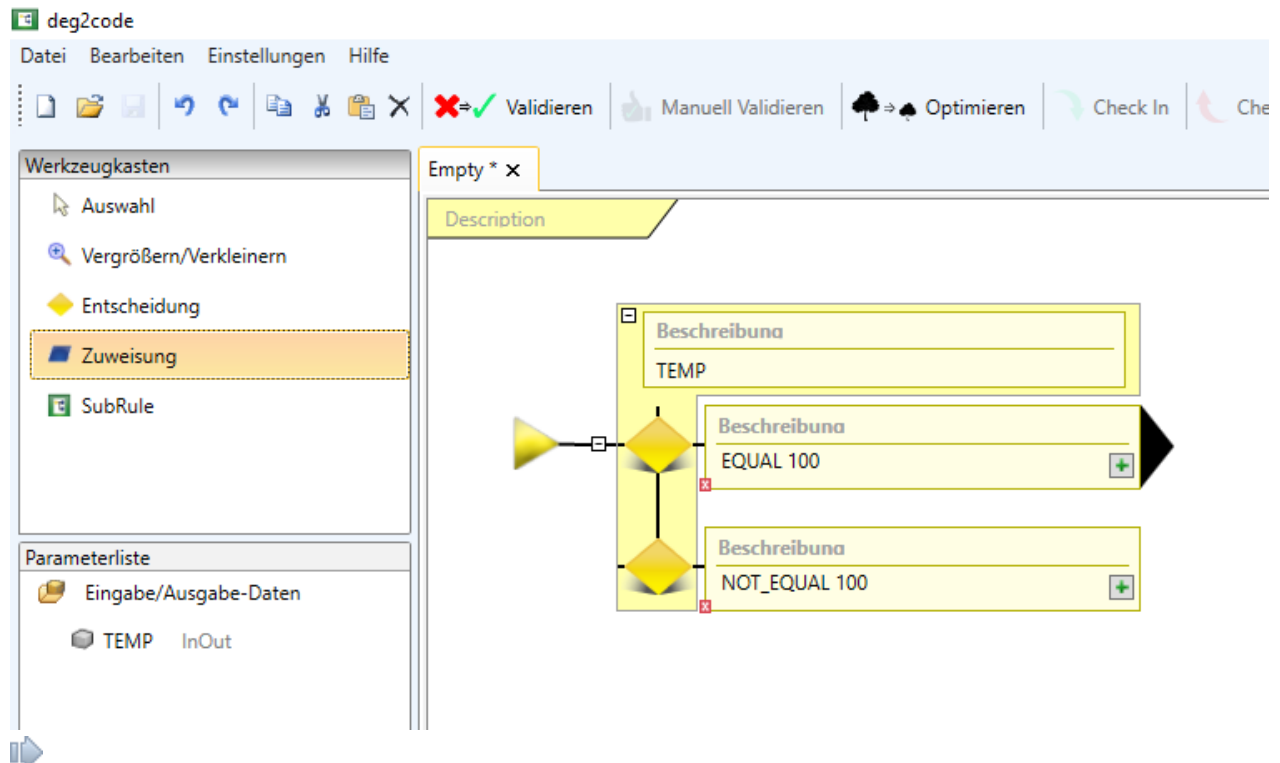 deg2code
Datei Bearbeiten Einstellungen Hilfe
Validieren Manuell Validieren Optimieren Check In Che
Werkzeugkasten
Auswahl
Vergrößern/Verkleinern
Entscheidung
Zuweisung
SubRule
Parameterliste
Eingabe/Ausgabe-Daten
TEMP InOut
Empty *
Description
Beschreibung
TEMP
Beschreibung
EQUAL 100
Beschreibung
NOT_EQUAL 100